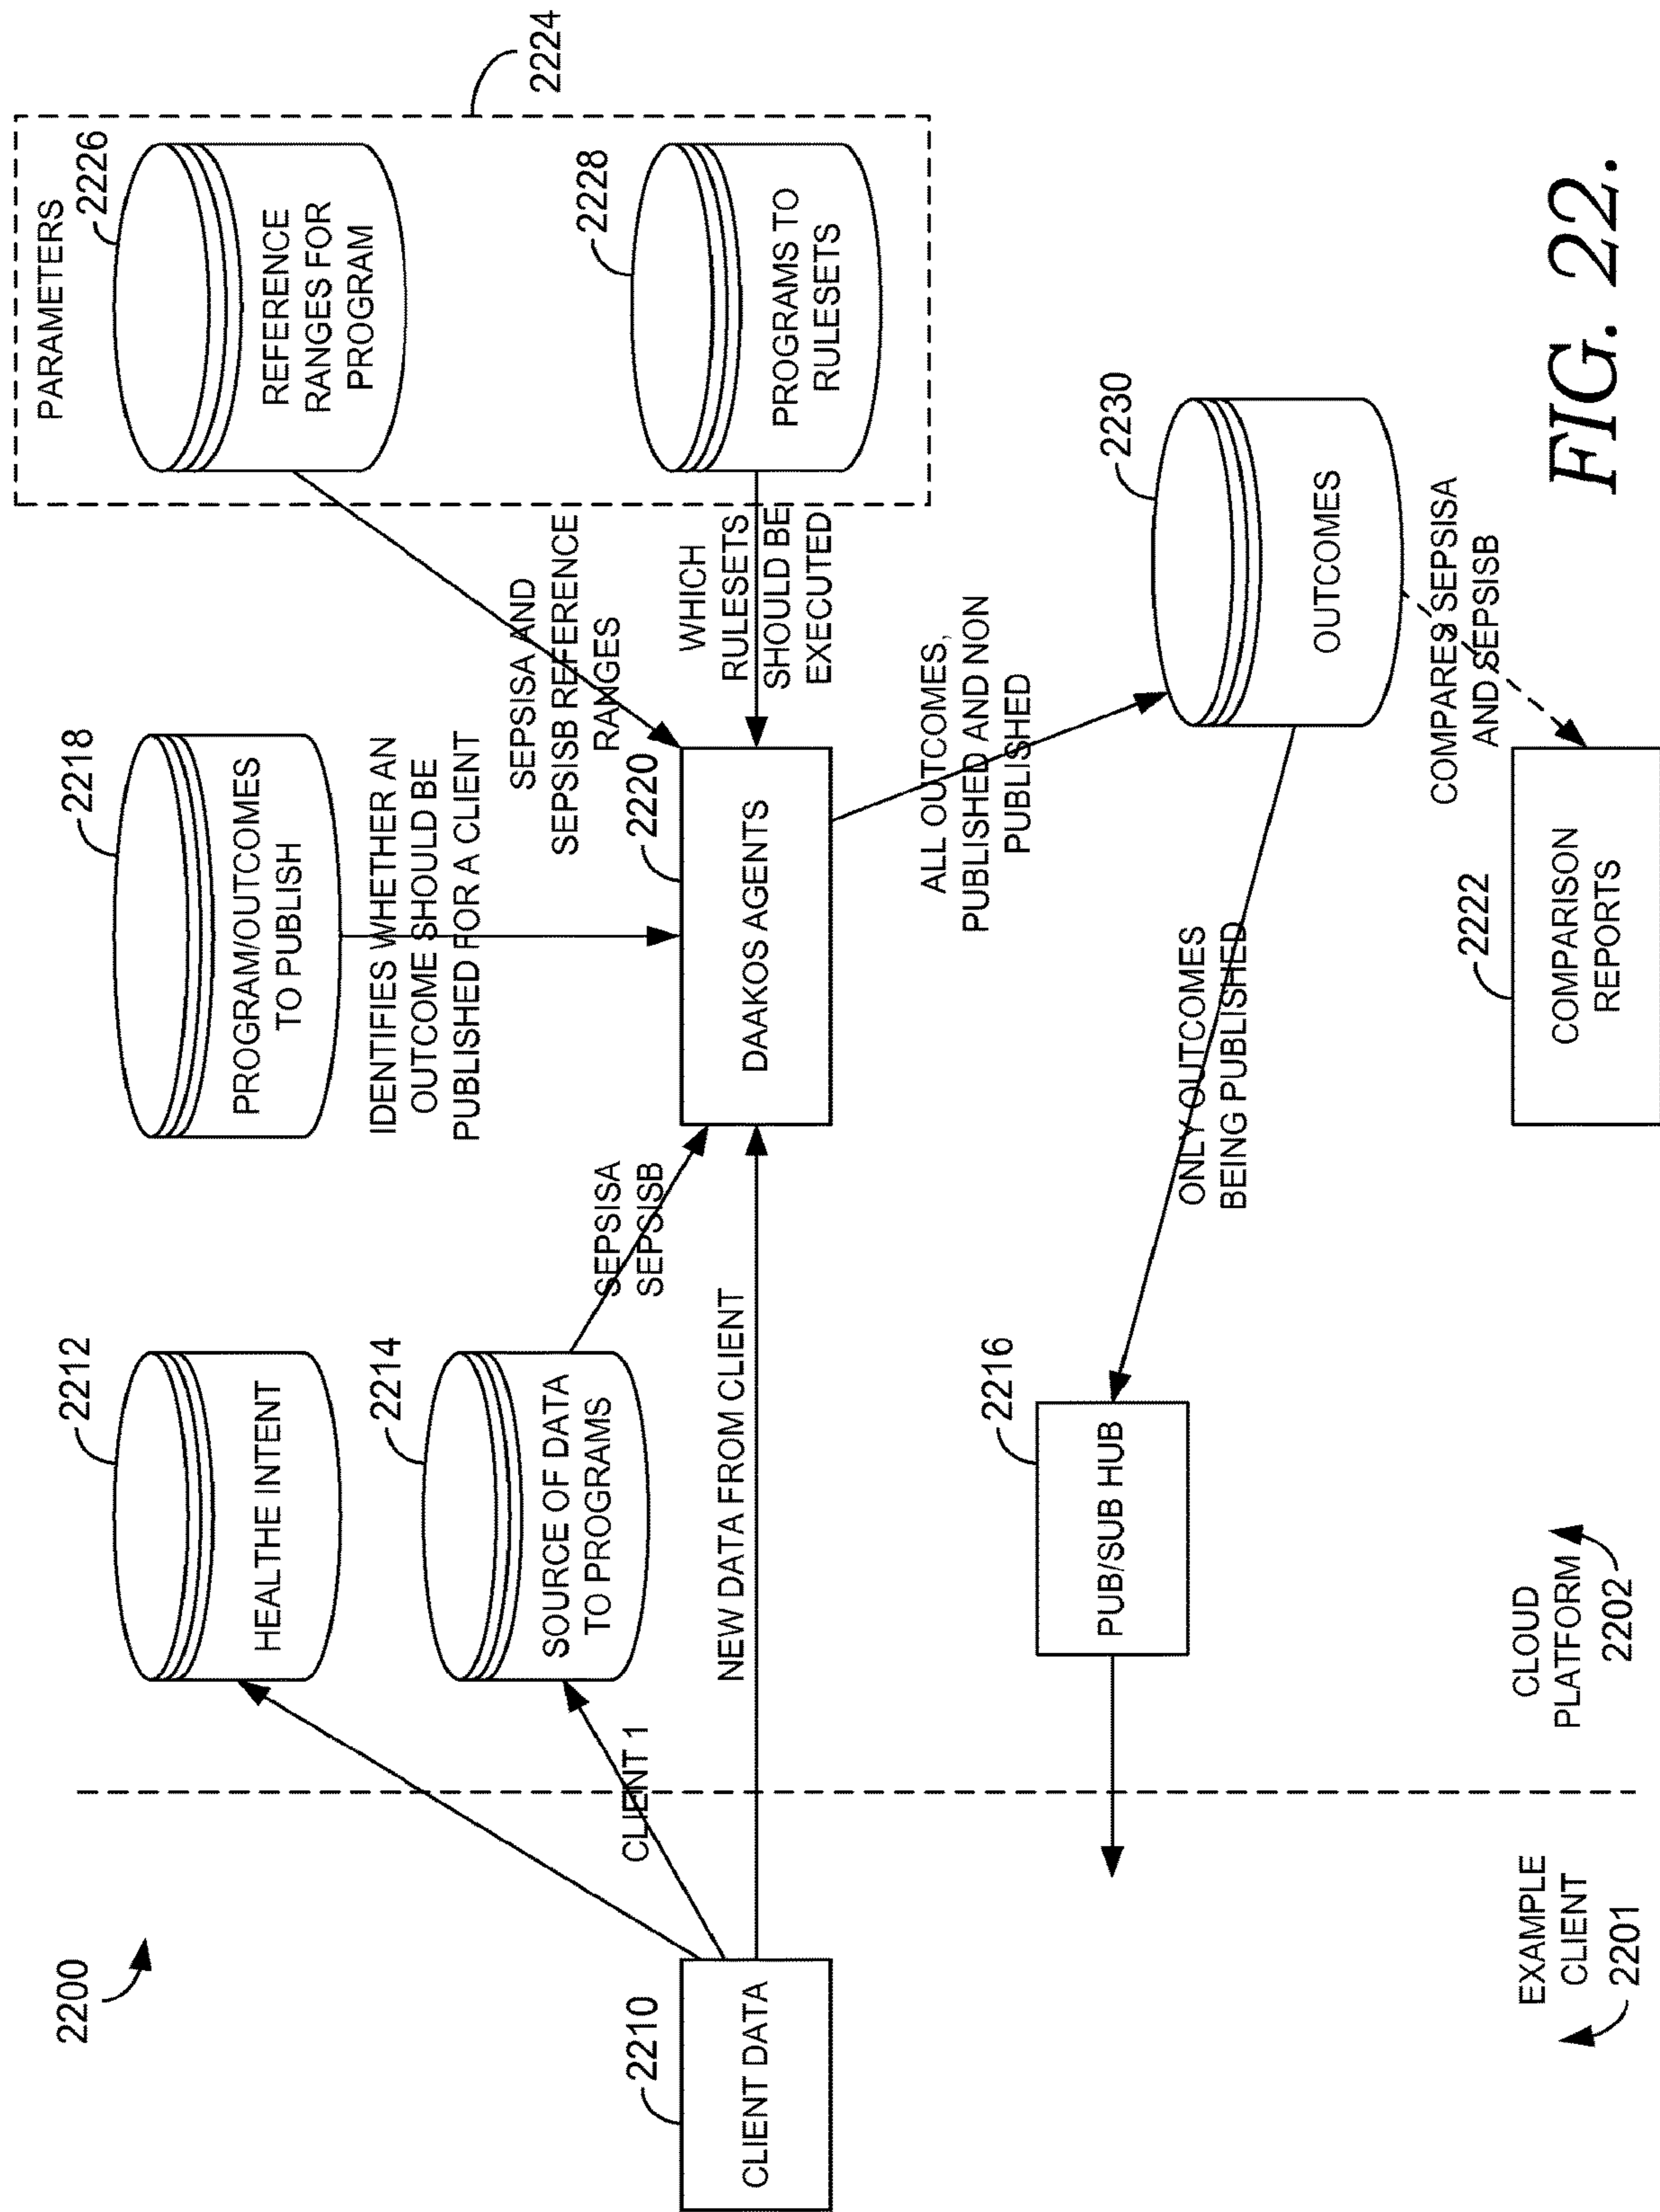 2200
PARAMETERS
2212
HEALTHE INTENT
2218
PROGRAM/OUTCOMES
TO PUBLISH
2226
REFERENCE
RANGES FOR
PROGRAM
2224
2214
SOURCE OF DATA
TO PROGRAMS
IDENTIFIES WHETHER AN
OUTCOME SHOULD BE
PUBLISHED FOR A CLIENT
SEPSISA AND
SEPSISB REFERENCE
RANGES
2228
PROGRAMS TO
RULESETS
CLIENT 1
SEPSISA
SEPSISB
2210
CLIENT DATA
NEW DATA FROM CLIENT
2220
DAAKOS AGENTS
WHICH
RULESETS
SHOULD BE
EXECUTED
ALL OUTCOMES,
PUBLISHED AND NON
PUBLISHED
2216
PUB/SUB HUB
ONLY OUTCOMES
BEING PUBLISHED
2230
OUTCOMES
EXAMPLE
CLIENT
2201
CLOUD
PLATFORM
2202
2222
COMPARISON
REPORTS
COMPARES SEPSISA
AND SEPSISB
FIG. 22.